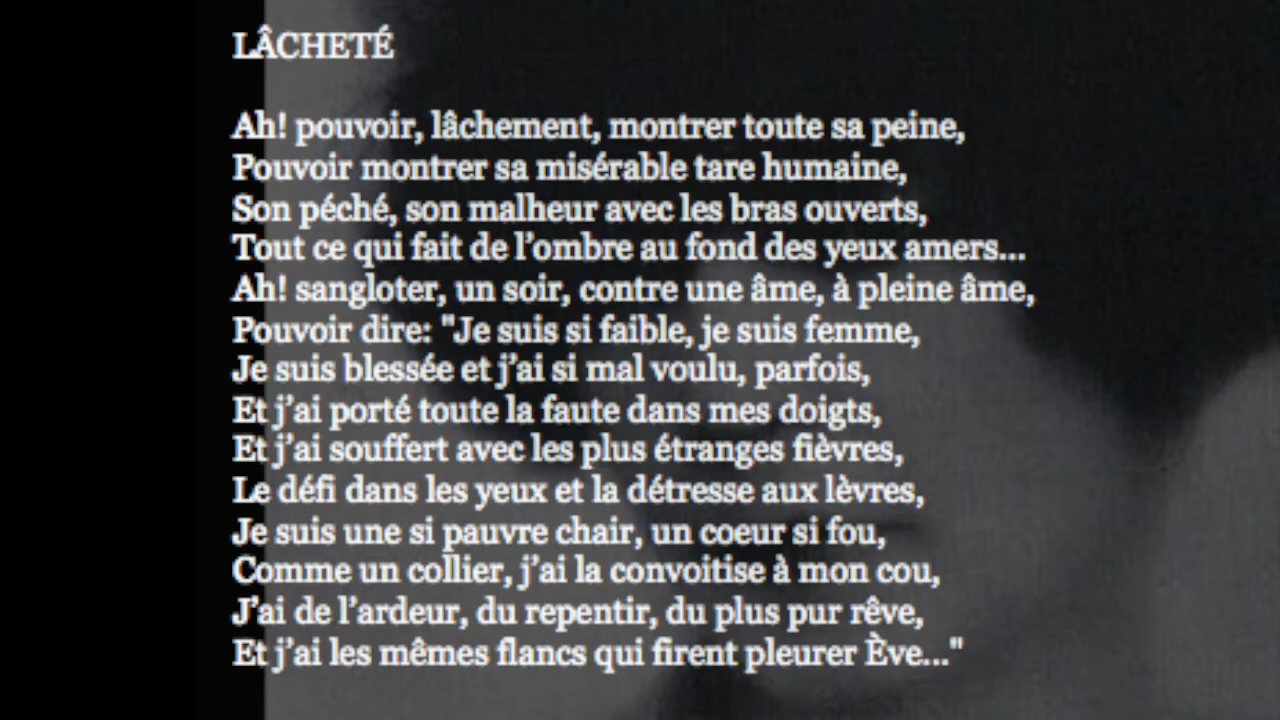 LÂCHETÉ
Ah! pouvoir, lâchement, montrer toute sa peine,
Pouvoir montrer sa misérable tare humaine,
Son péché, son malheur avec les bras ouverts,
Tout ce qui fait de l’ombre au fond des yeux amers...
Ah! sangloter, un soir, contre une âme, à pleine âme,
Pouvoir dire: "Je suis si faible, je suis femme,
Je suis blessée et j’ai si mal voulu, parfois,
Et j’ai porté toute la faute dans mes doigts,
Et j’ai souffert avec les plus étranges fièvres,
Le défi dans les yeux et la détresse aux lèvres,
Je suis une si pauvre chair, un coeur si fou,
Comme un collier, j’ai la convoitise à mon cou,
J’ai de l’ardeur, du repentir, du plus pur rêve,
Et j’ai les mêmes flancs qui firent pleurer Ève..."